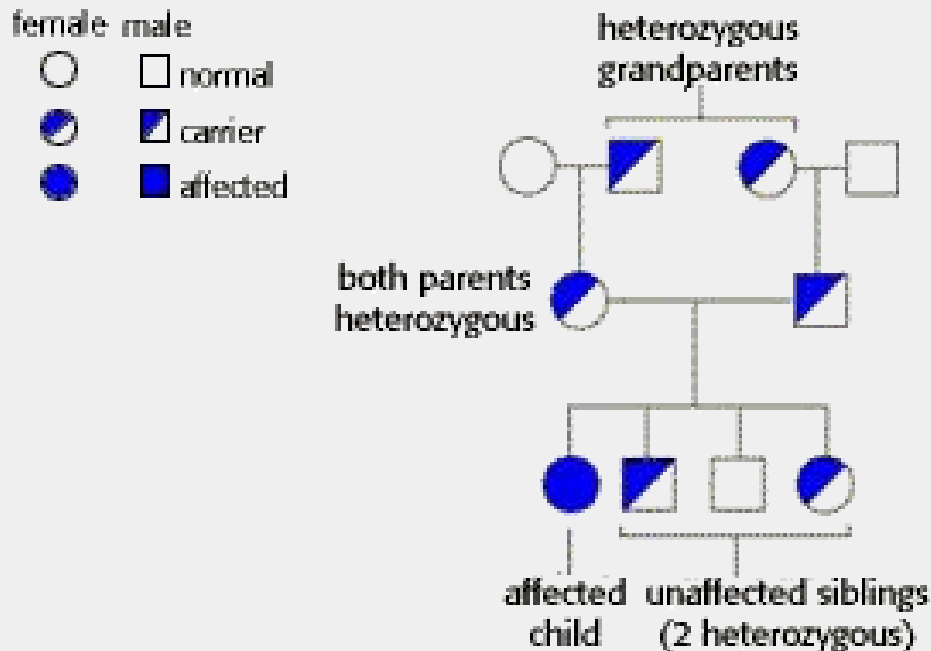 female male
normal
carrier
affected
heterozygous
grandparents
both parents
heterozygous
affected
child
unaffected siblings
(2 heterozygous)